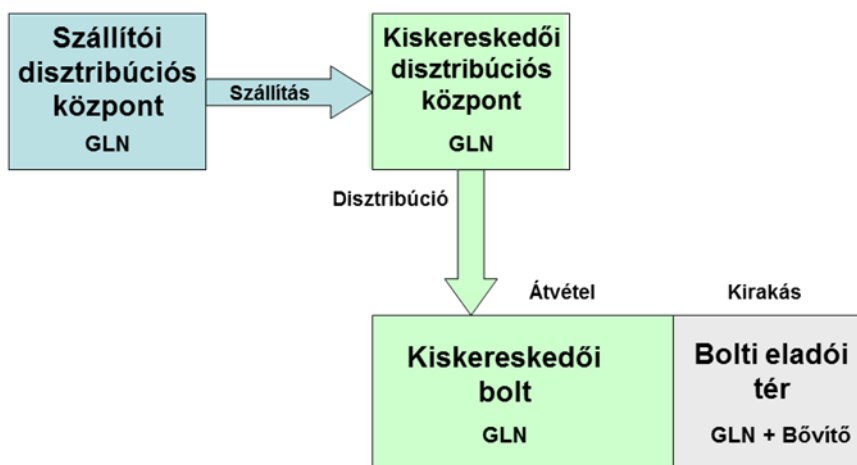 Szállítói
disztribúciós
központ
GLN
Szállítás
Kiskereskedői
disztribúciós
központ
GLN
Disztribúció
Átvétel
Kirakás
Kiskereskedői
bolt
GLN
Bolti eladói
tér
GLN + Bővítő